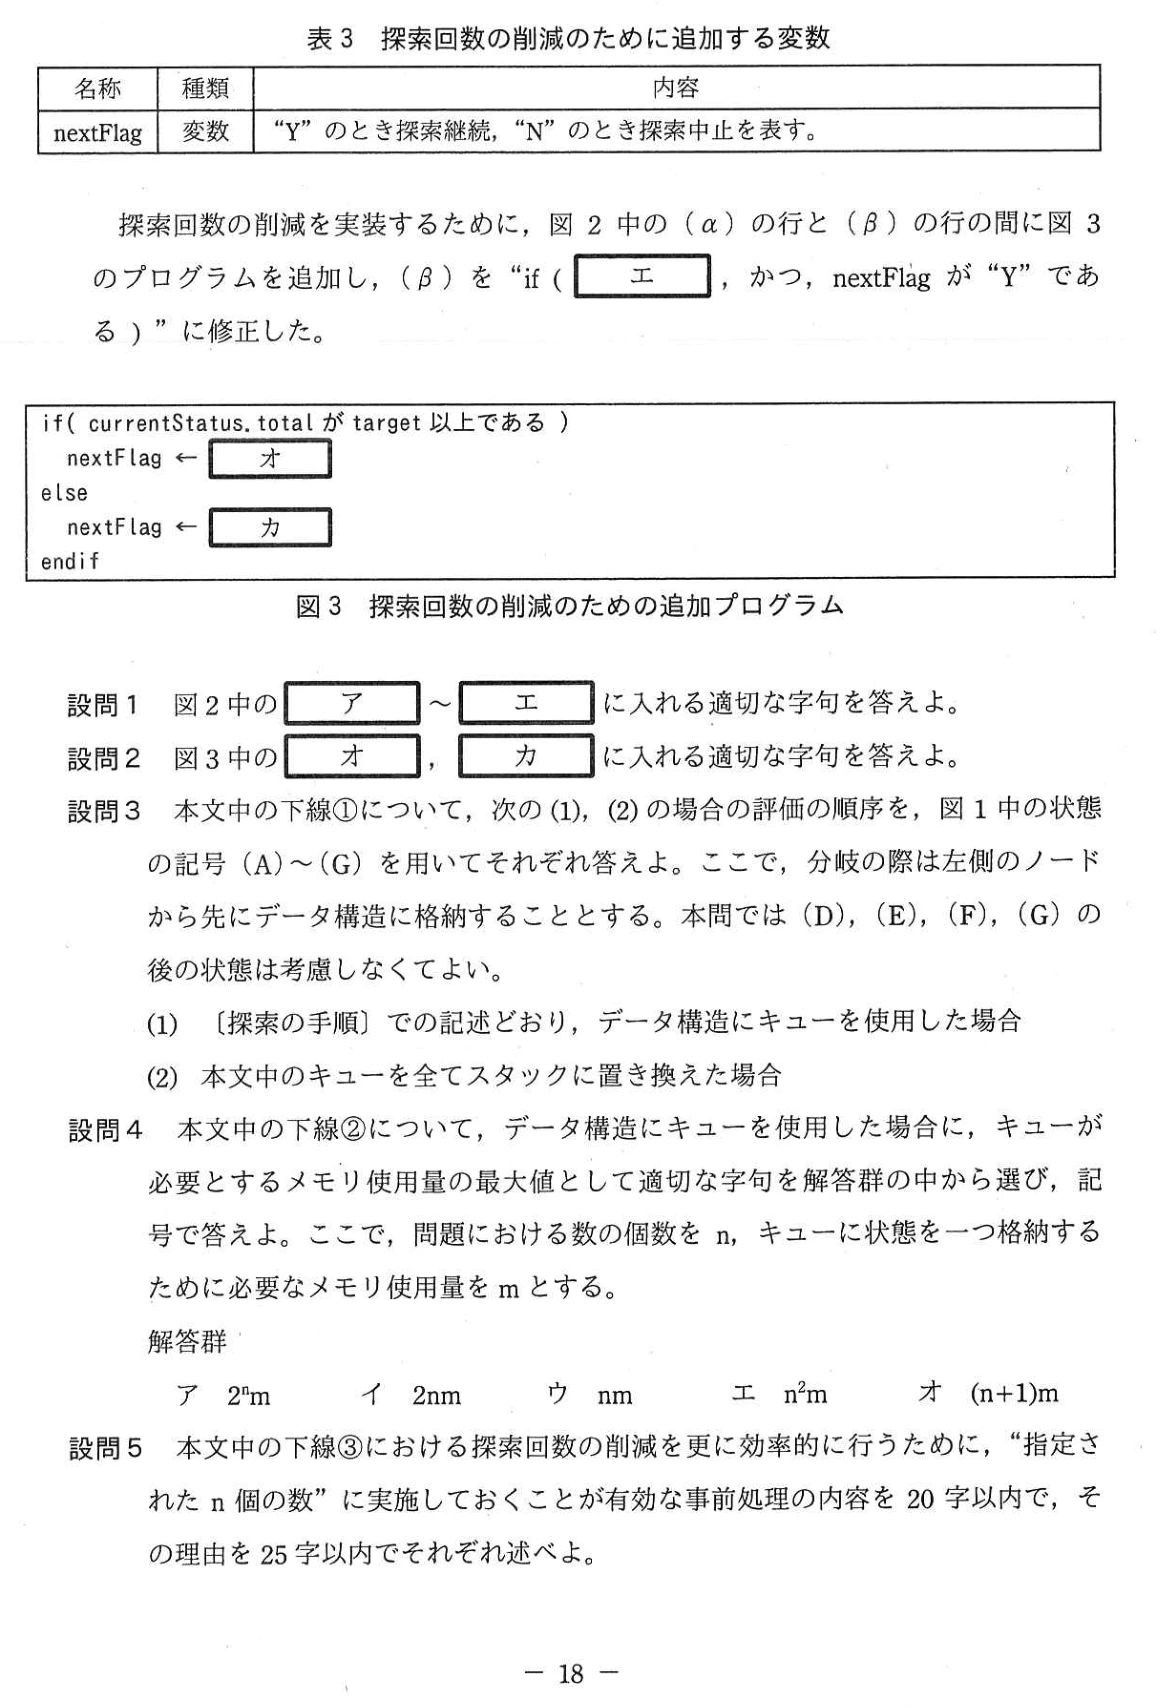 表3　探索回数の削減のために追加する変数
名称　種類　内容
nextFlag　変数　“Y”のとき探索継続，“N”のとき探索中止を表す。
探索回数の削減を実装するために，図 2 中の（α）の行と（β）の行の間に図 3
のプログラムを追加し，（β）を“if ( エ ，かつ，nextFlag が“Y”であ
る ) ”に修正した。
if( currentStatus.total が target 以上である )
nextFlag ← オ
else
nextFlag ← カ
endif
図3　探索回数の削減のための追加プログラム
設問1　図2中の ア ～ エ に入れる適切な字句を答えよ。
設問2　図3中の オ ， カ に入れる適切な字句を答えよ。
設問3　本文中の下線①について，次の (1)，(2) の場合の評価の順序を，図 1 中の状態
の記号（A）～（G）を用いてそれぞれ答えよ。ここで，分岐の際は左側のノード
から先にデータ構造に格納することとする。本問では（D），（E），（F），（G）の
後の状態は考慮しなくてよい。
(1)　〔探索の手順〕での記述どおり，データ構造にキューを使用した場合
(2)　本文中のキューを全てスタックに置き換えた場合
設問4　本文中の下線②について，データ構造にキューを使用した場合に，キューが
必要とするメモリ使用量の最大値として適切な字句を解答群の中から選び，記
号で答えよ。ここで，問題における数の個数を n，キューに状態を一つ格納する
ために必要なメモリ使用量を m とする。
解答群
ア　2ⁿm　イ　2nm　ウ　nm　エ　n²m　オ　(n+1)m
設問5　本文中の下線③における探索回数の削減を更に効率的に行うために，“指定さ
れた n 個の数”に実施しておくことが有効な事前処理の内容を 20 字以内で，そ
の理由を 25 字以内でそれぞれ述べよ。
－ 18 －